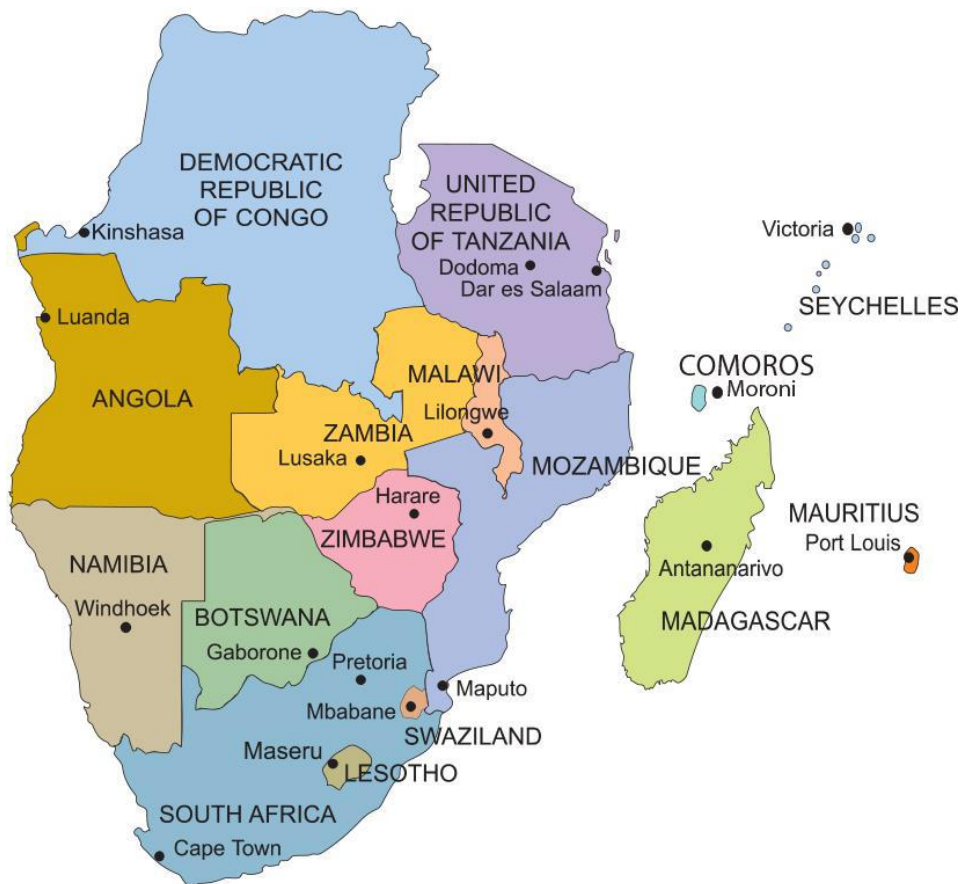 DEMOCRATIC
REPUBLIC
OF CONGO
Kinshasa
UNITED
REPUBLIC
OF TANZANIA
Dodoma
Dar es Salaam
Victoria
SEYCHELLES
Luanda
ANGOLA
MALAWI
Lilongwe
COMOROS
Moroni
ZAMBIA
Lusaka
MOZAMBIQUE
Harare
ZIMBABWE
MAURITIUS
Port Louis
Antananarivo
MADAGASCAR
NAMIBIA
Windhoek
BOTSWANA
Gaborone
Pretoria
Maputo
Mbabane
SWAZILAND
Maseru
LESOTHO
SOUTH AFRICA
Cape Town